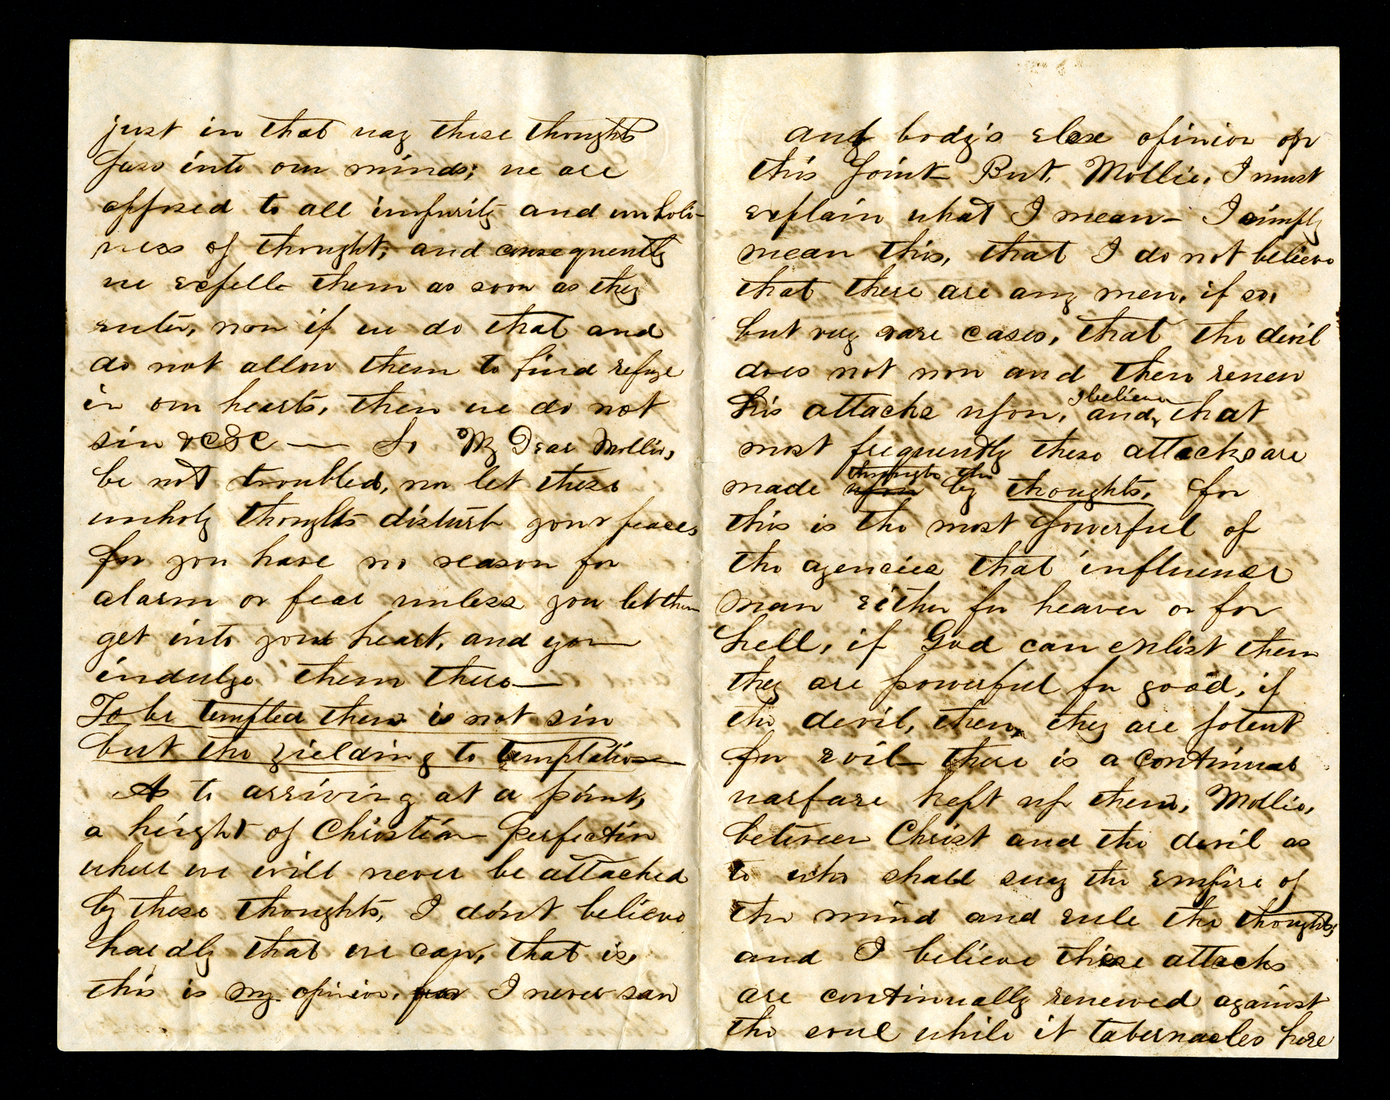 just in that way these thoughts
pass into our minds; we are
opposed to all impurity and unholi-
ness of thought, and consequently
we expelle them as soon as they
enter, now if we do that and
do not allow them to find refuge
in our hearts, then we do not
sin &C&C — So My Dear Mollie,
be not troubled, nor let these
unholy thoughts disturb your peace,
for you have no reason for
alarm or fear unless you let them
get into your heart, and you
indulge them there—
To be tempted then is not sin
but the yielding to temptation—
As to arriving at a point,
a height of Christian perfection
where we will never be attacked
by these thoughts, I don't believe
hardly that we can, that is,
this is my opinion, for I never saw
any body's else opinion on
this point But, Mollie, I must
explain what I mean— I simply
mean this, that I do not believe
that there are any men, if so,
but very rare cases, that the devil
does not now and then renew
his attacks upon, and, I believe that
most frequently these attacks are
made upon through the by thoughts, for
this is the most powerful of
the agencies that influence
man either for heaven or for
hell, if God can enlist them
they are powerful for good, if
the devil, then, they are potent
for evil— there is a continual
warfare kept up then, Mollie,
between Christ and the devil as
to who shall sway the empire of
the mind and rule the thoughts,
and I believe these attacks
are continually renewed against
the soul while it tabernacles here